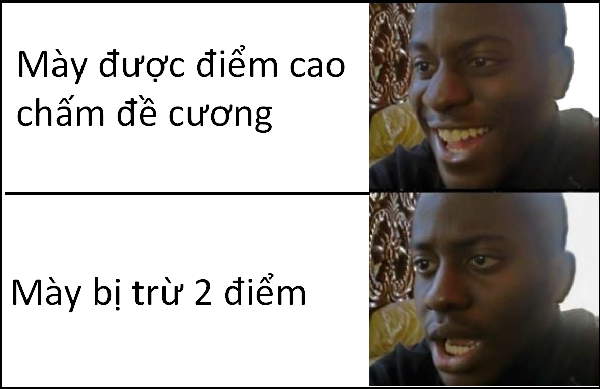 Mày được điểm cao
chấm đề cương
Mày bị trừ 2 điểm